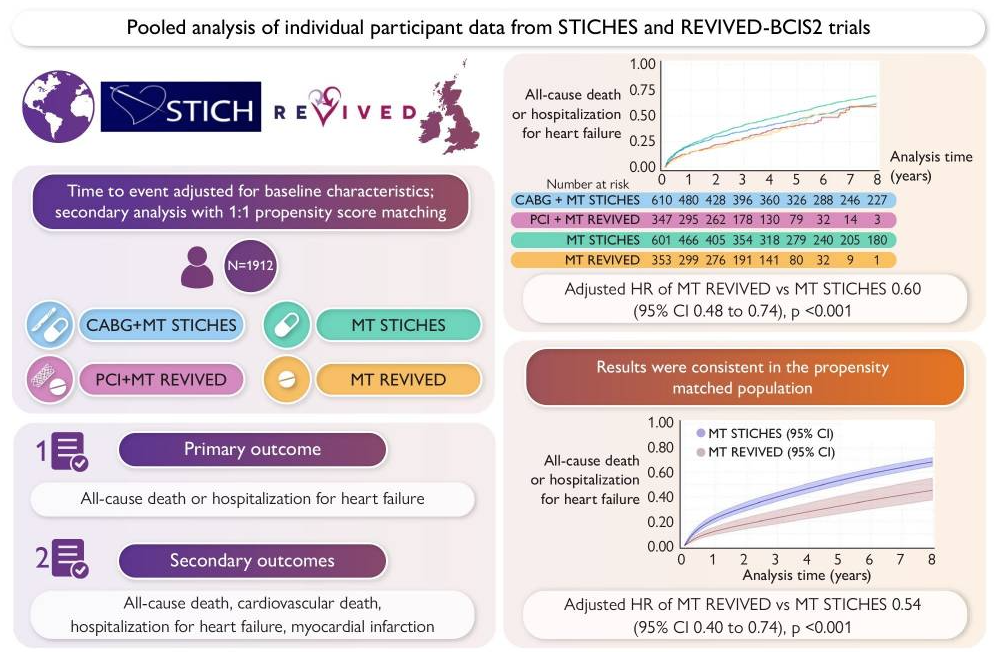 Pooled analysis of individual participant data from STICHES and REVIVED-BCIS2 trials
STICH
REVIVED
Time to event adjusted for baseline characteristics;
secondary analysis with 1:1 propensity score matching
N=1912
CABG+MT STICHES
MT STICHES
PCI+MT REVIVED
MT REVIVED
1
Primary outcome
All-cause death or hospitalization for heart failure
2
Secondary outcomes
All-cause death, cardiovascular death,
hospitalization for heart failure, myocardial infarction
All-cause death
or hospitalization
for heart failure
1.00
0.75
0.50
0.25
0.00
0 1 2 3 4 5 6 7 8
Analysis time
(years)
Number at risk
CABG + MT STICHES 610 480 428 396 360 326 288 246 227
PCI + MT REVIVED 347 295 262 178 130 79 32 14 3
MT STICHES 601 466 405 354 318 279 240 205 180
MT REVIVED 353 299 276 191 141 80 32 9 1
Adjusted HR of MT REVIVED vs MT STICHES 0.60
(95% CI 0.48 to 0.74), p <0.001
Results were consistent in the propensity
matched population
All-cause death
or hospitalization
for heart failure
1.00
0.80
0.60
0.40
0.20
0.00
MT STICHES (95% CI)
MT REVIVED (95% CI)
0 1 2 3 4 5 6 7 8
Analysis time (years)
Adjusted HR of MT REVIVED vs MT STICHES 0.54
(95% CI 0.40 to 0.74), p <0.001